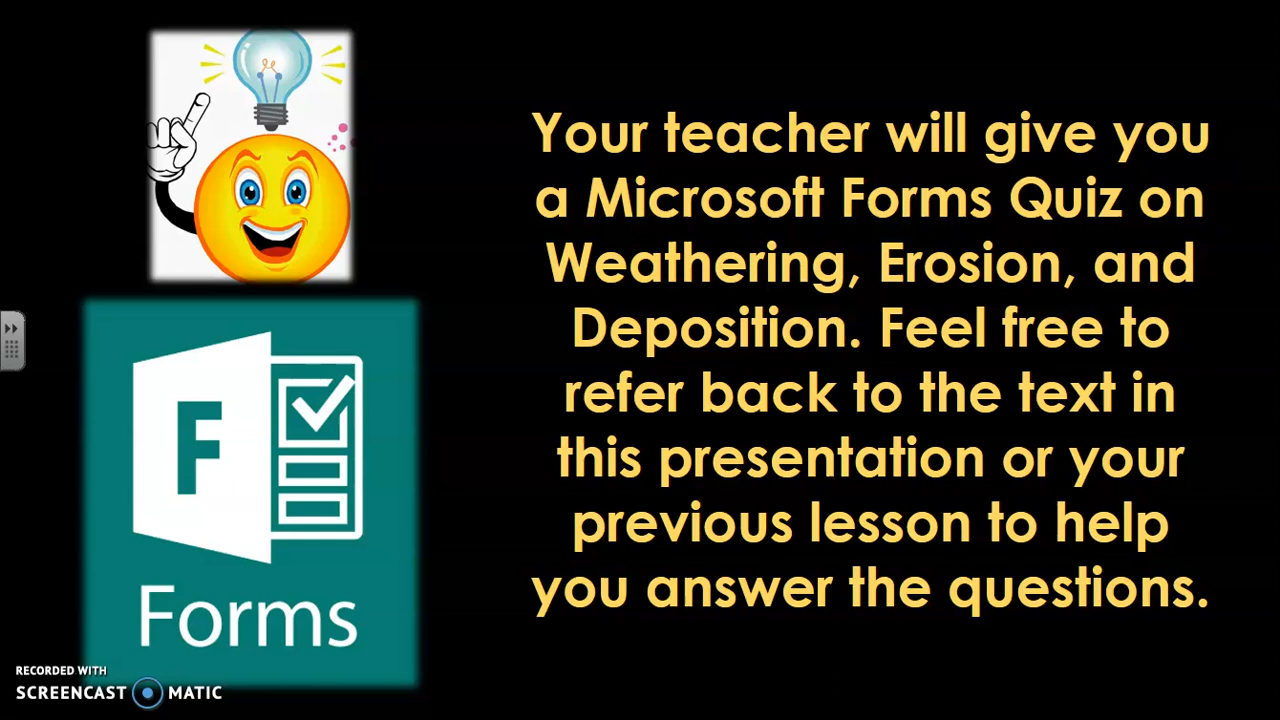 Your teacher will give you
a Microsoft Forms Quiz on
Weathering, Erosion, and
Deposition. Feel free to
refer back to the text in
this presentation or your
previous lesson to help
you answer the questions.
F
Forms
RECORDED WITH
SCREENCAST MATIC